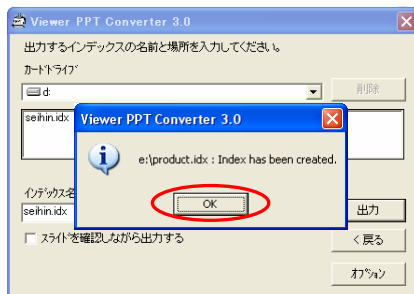 Viewer PPT Converter 3.0
出力するインデックスの名前と場所を入力してください。
カードドライブ
d:
削除
seihin.idx
Viewer PPT Converter 3.0
e:\product.idx : Index has been created.
OK
インデックス名
seihin.idx
出力
スライドを確認しながら出力する
< 戻る
オプション